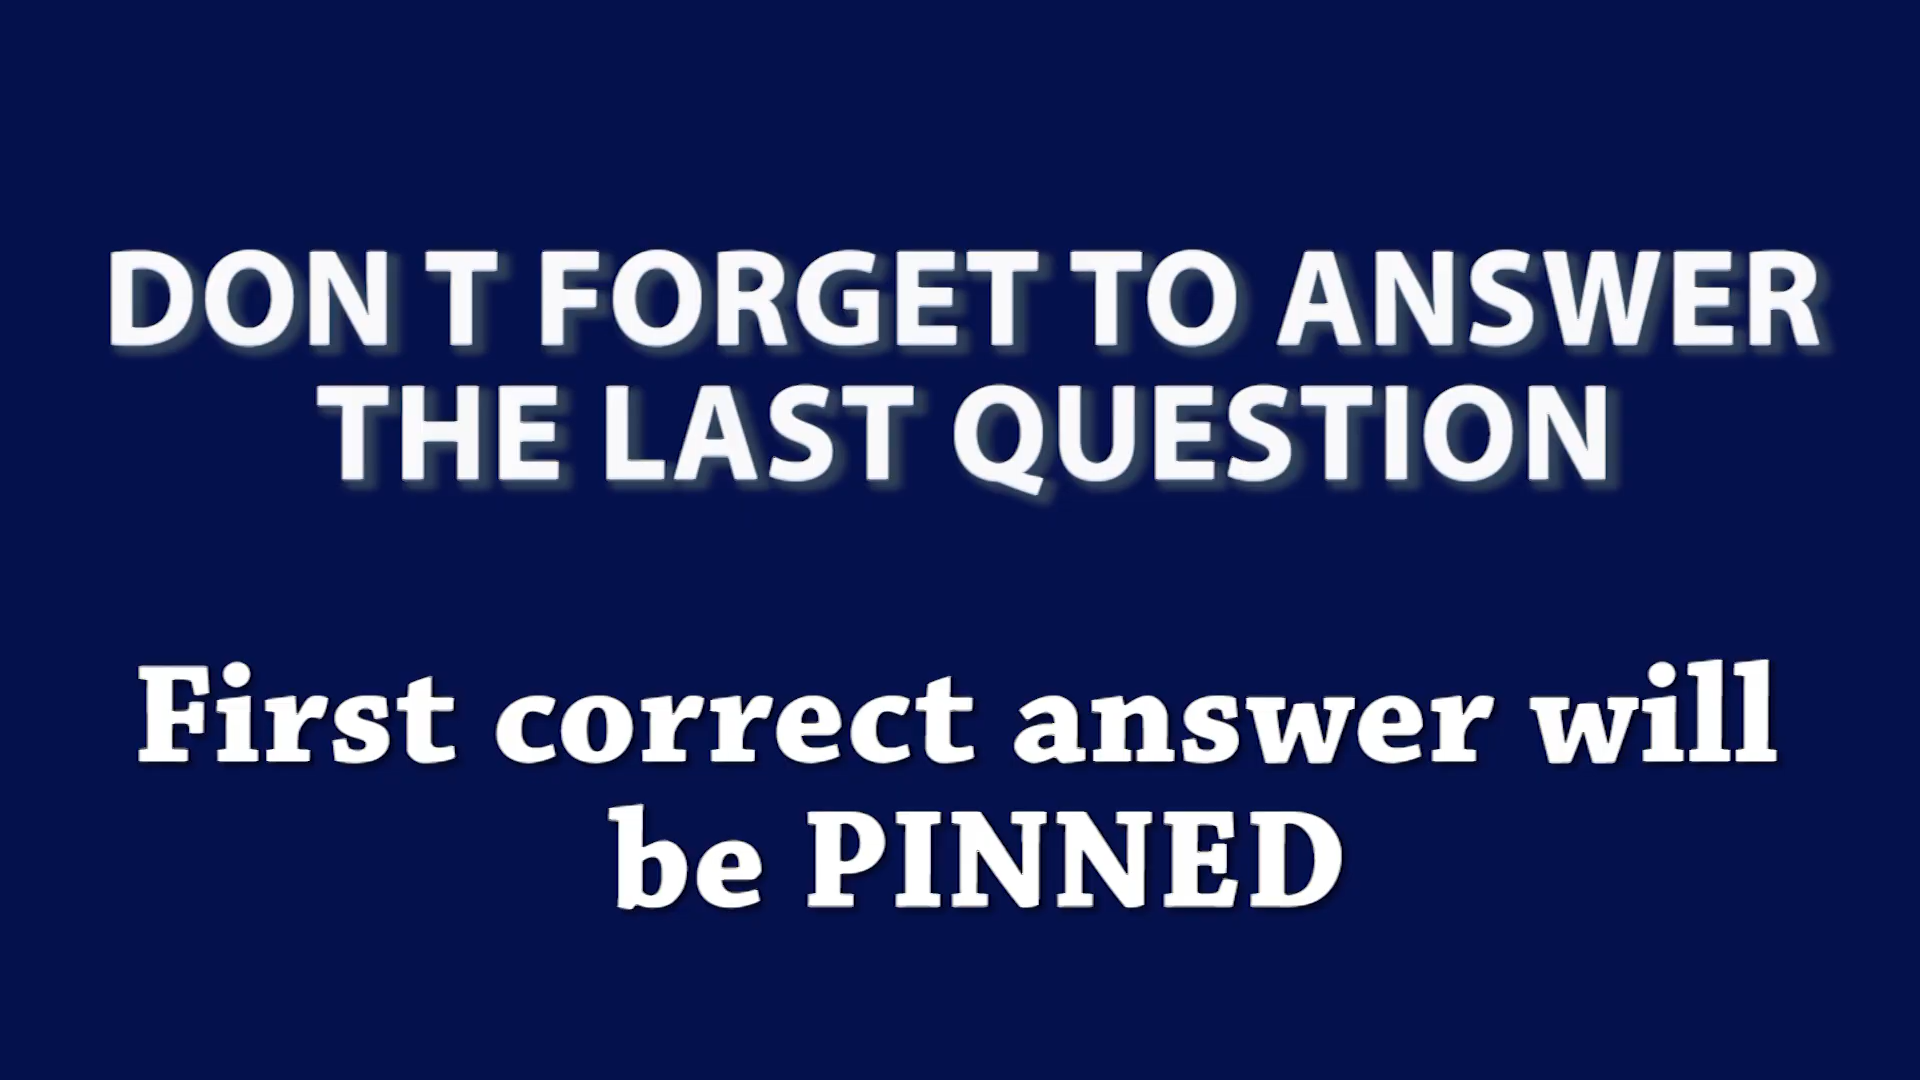 DON T FORGET TO ANSWER
THE LAST QUESTION
First correct answer will
be PINNED